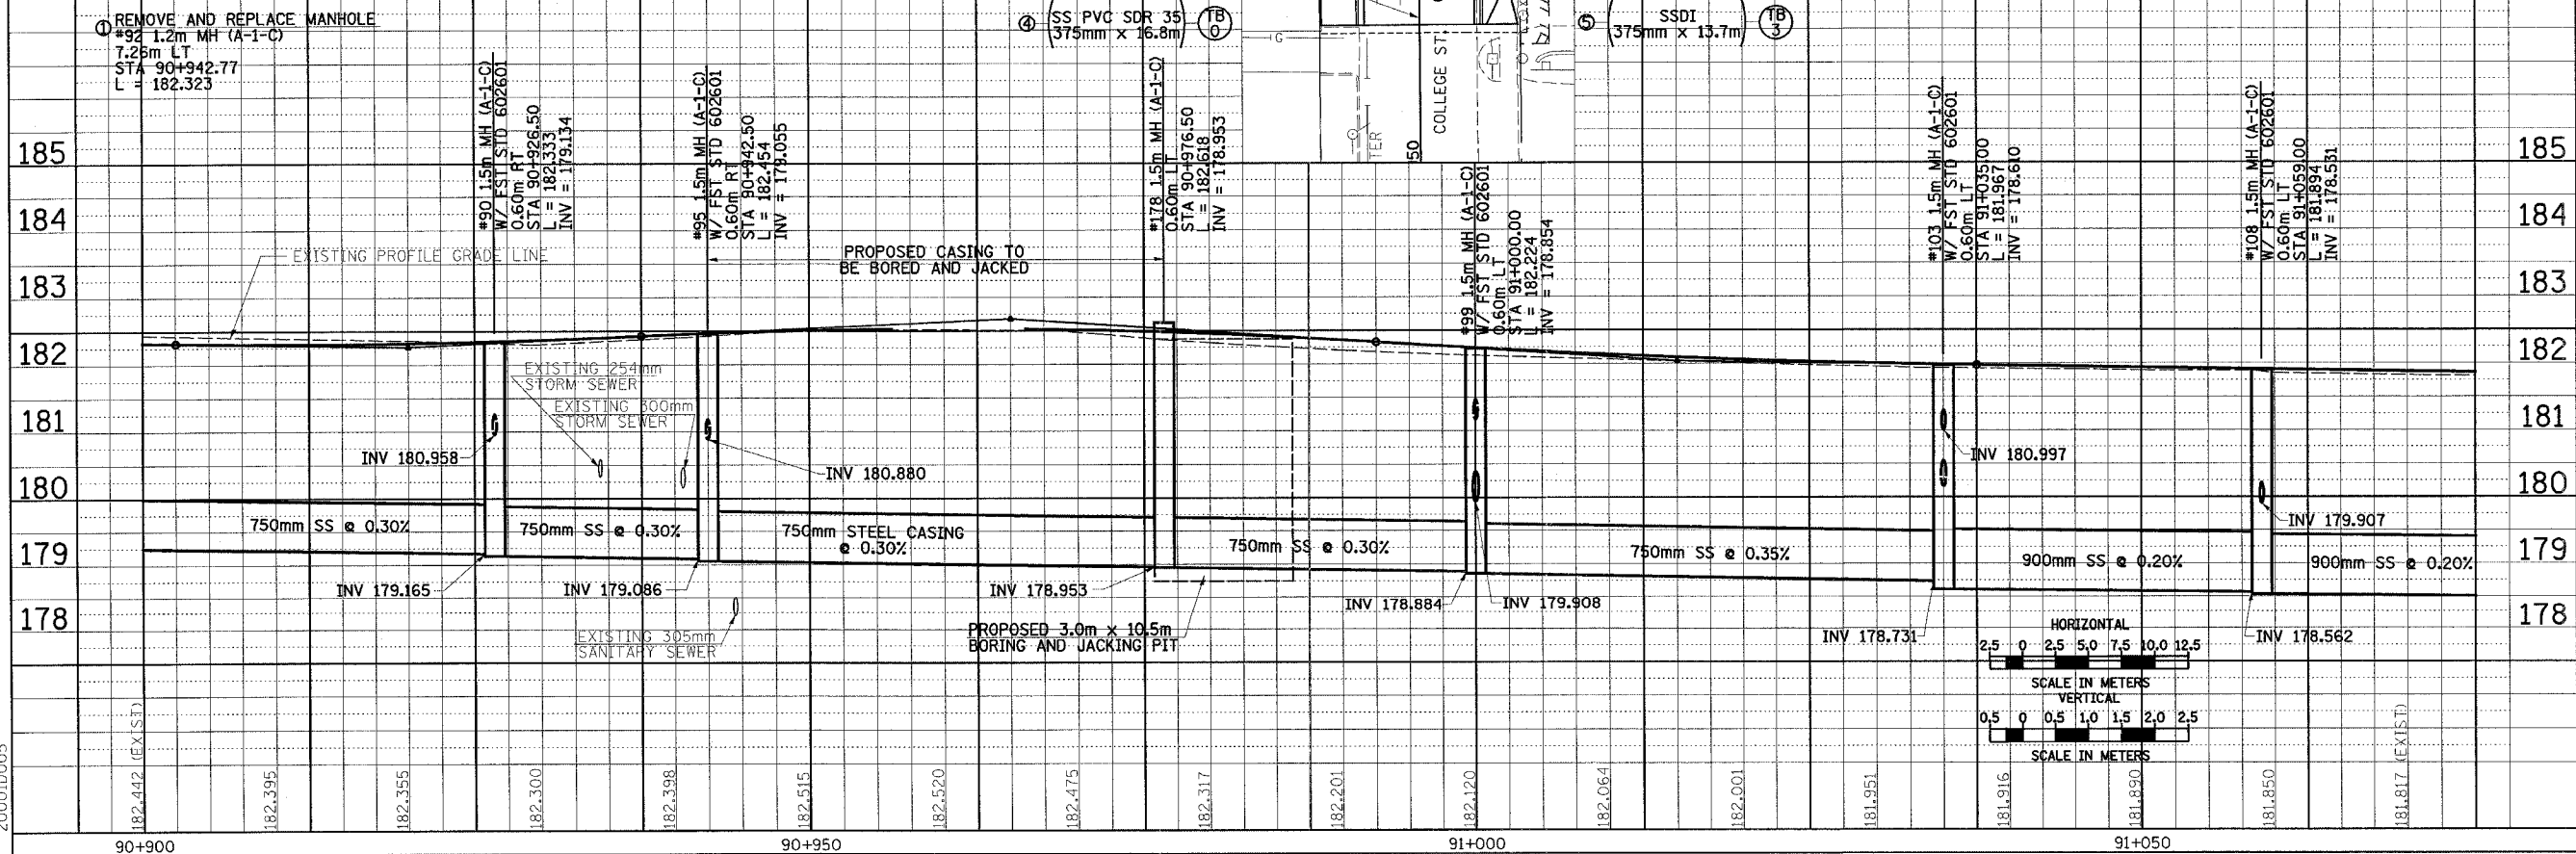 ① REMOVE AND REPLACE MANHOLE
#92 1.2m MH (A-1-C)
7.26m LT
STA 90+942.77
L = 182.323
④ SS PVC SDR 35
375mm x 16.8m
TB
0
G
COLLEGE ST.
TER
50
⑤ SSDI
375mm x 13.7m
TB
3
#90 1.5m MH (A-1-C)
W/ FST STD 602601
0.60m RT
STA 90+926.50
L = 182.333
INV = 179.134
#95 1.5m MH (A-1-C)
W/ FST STD 602601
0.60m RT
STA 90+942.50
L = 182.454
INV = 179.055
#178 1.5m MH (A-1-C)
0.60m LT
STA 90+976.50
L = 182.618
INV = 178.953
#99 1.5m MH (A-1-C)
W/ FST STD 602601
0.60m LT
STA 91+000.00
L = 182.224
INV = 178.854
#103 1.5m MH (A-1-C)
W/ FST STD 602601
0.60m LT
STA 91+035.00
L = 181.967
INV = 178.610
#108 1.5m MH (A-1-C)
W/ FST STD 602601
0.60m LT
STA 91+059.00
L = 181.894
INV = 178.531
185
184
183
182
181
180
179
178
185
184
183
182
181
180
179
178
EXISTING PROFILE GRADE LINE
PROPOSED CASING TO
BE BORED AND JACKED
EXISTING 254mm
STORM SEWER
EXISTING 300mm
STORM SEWER
INV 180.958
INV 180.880
INV 180.997
INV 179.907
750mm SS @ 0.30%
750mm SS @ 0.30%
750mm STEEL CASING
@ 0.30%
750mm SS @ 0.30%
750mm SS @ 0.35%
900mm SS @ 0.20%
900mm SS @ 0.20%
INV 179.165
INV 179.086
INV 178.953
INV 178.884
INV 179.908
INV 178.731
INV 178.562
EXISTING 305mm
SANITARY SEWER
PROPOSED 3.0m x 10.5m
BORING AND JACKING PIT
HORIZONTAL
2.5 0 2.5 5.0 7.5 10.0 12.5
SCALE IN METERS
VERTICAL
0.5 0 0.5 1.0 1.5 2.0 2.5
SCALE IN METERS
182.442 (EXIST)
182.395
182.355
182.300
182.398
182.515
182.520
182.475
182.317
182.201
182.120
182.064
182.001
181.951
181.916
181.890
181.850
181.817 (EXIST)
90+900
90+950
91+000
91+050